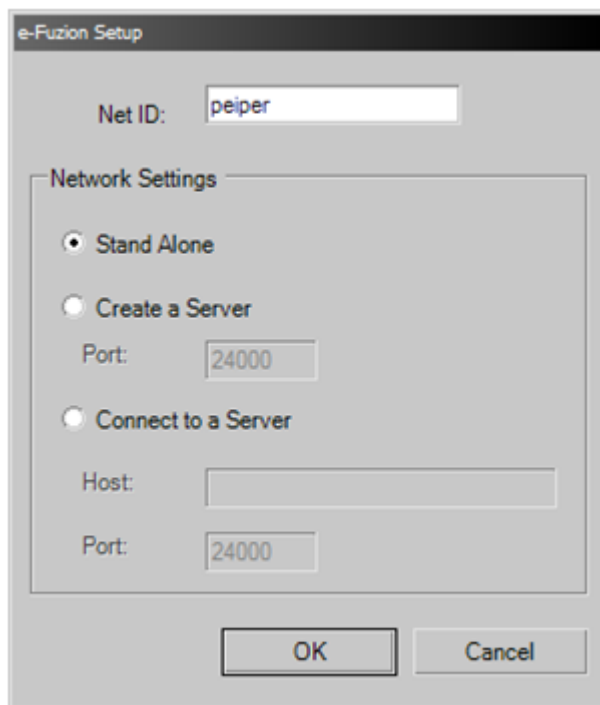 e-Fuzion Setup
Net ID: peiper
Network Settings
Stand Alone
Create a Server
Port: 24000
Connect to a Server
Host:
Port: 24000
OK Cancel